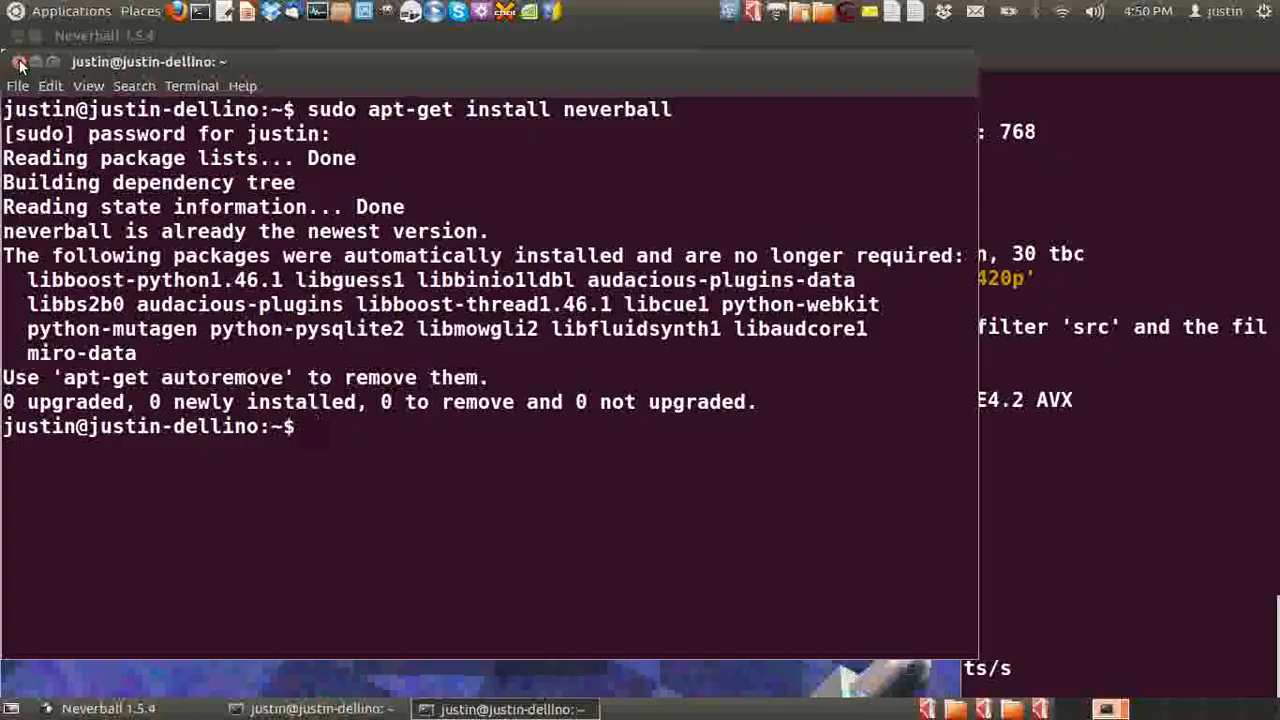 Applications Places 4:50 PM justin
Neverball 1.5.4
justin@justin-dellino: ~
File Edit View Search Terminal Help
justin@justin-dellino:~$ sudo apt-get install neverball
[sudo] password for justin:
Reading package lists... Done
Building dependency tree
Reading state information... Done
neverball is already the newest version.
The following packages were automatically installed and are no longer required:
libboost-python1.46.1 libguess1 libbinio1ldbl audacious-plugins-data
libbs2b0 audacious-plugins libboost-thread1.46.1 libcue1 python-webkit
python-mutagen python-pysqlite2 libmowgli2 libfluidsynth1 libaudcore1
miro-data
Use 'apt-get autoremove' to remove them.
0 upgraded, 0 newly installed, 0 to remove and 0 not upgraded.
justin@justin-dellino:~$
: 768
n, 30 tbc
420p'
filter 'src' and the fil
E4.2 AVX
ts/s
Neverball 1.5.4 justin@justin-dellino: ~ justin@justin-dellino: ~